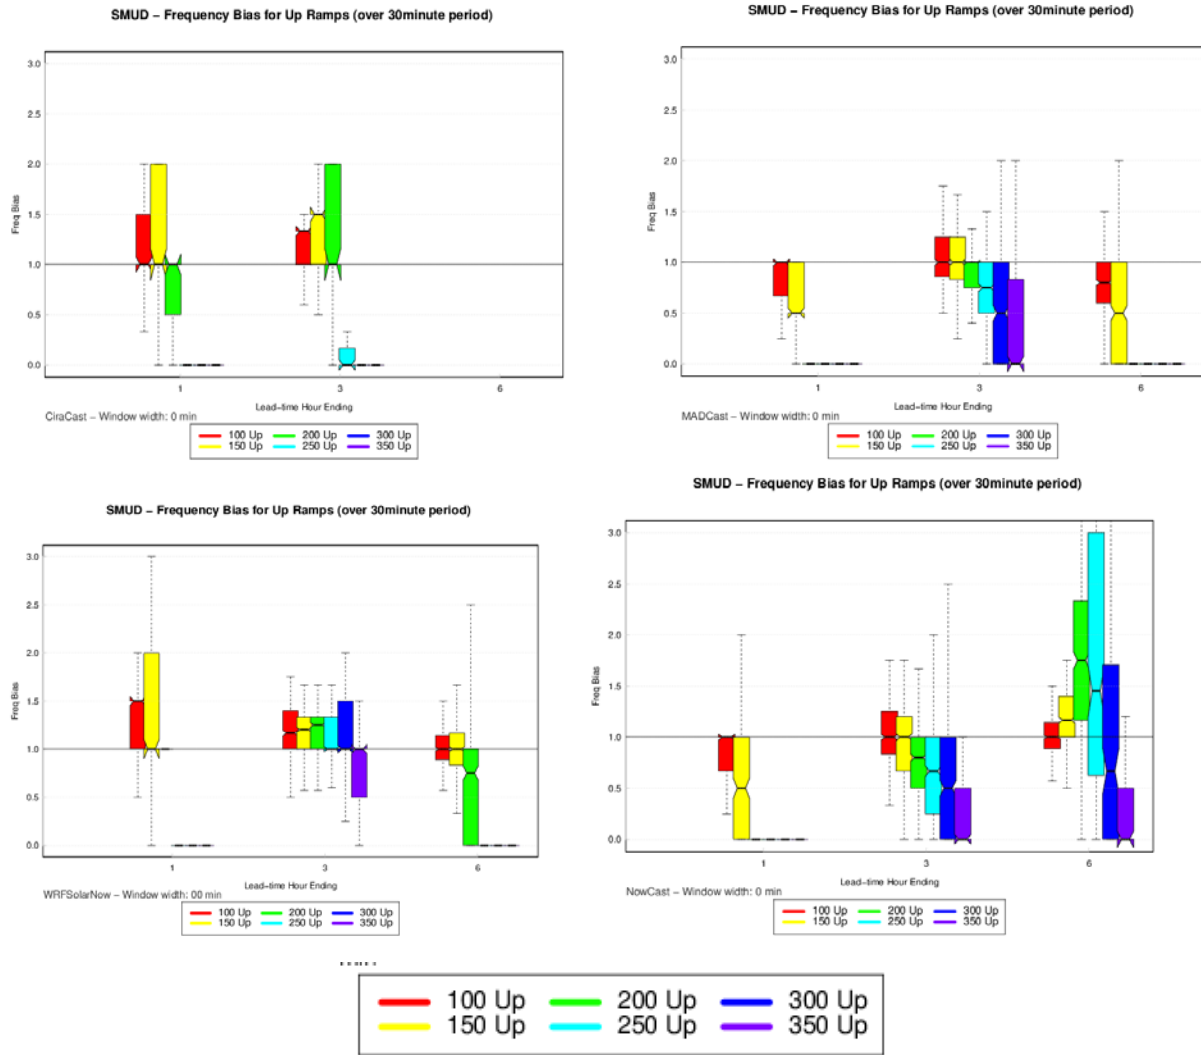 SMUD – Frequency Bias for Up Ramps (over 30minute period)
3.0
2.5
2.0
1.5
1.0
0.5
0.0
Freq Bias
1 3 6
Lead–time Hour Ending
CiraCast – Window width: 0 min
100 Up 200 Up 300 Up
150 Up 250 Up 350 Up
SMUD – Frequency Bias for Up Ramps (over 30minute period)
3.0
2.5
2.0
1.5
1.0
0.5
0.0
Freq Bias
1 3 6
Lead–time Hour Ending
MADCast – Window width: 0 min
100 Up 200 Up 300 Up
150 Up 250 Up 350 Up
SMUD – Frequency Bias for Up Ramps (over 30minute period)
3.0
2.5
2.0
1.5
1.0
0.5
0.0
Freq Bias
1 3 6
Lead–time Hour Ending
WRFSolarNow – Window width: 00 min
100 Up 200 Up 300 Up
150 Up 250 Up 350 Up
SMUD – Frequency Bias for Up Ramps (over 30minute period)
3.0
2.5
2.0
1.5
1.0
0.5
0.0
Freq Bias
1 3 6
Lead–time Hour Ending
NowCast – Window width: 0 min
100 Up 200 Up 300 Up
150 Up 250 Up 350 Up
100 Up 200 Up 300 Up
150 Up 250 Up 350 Up